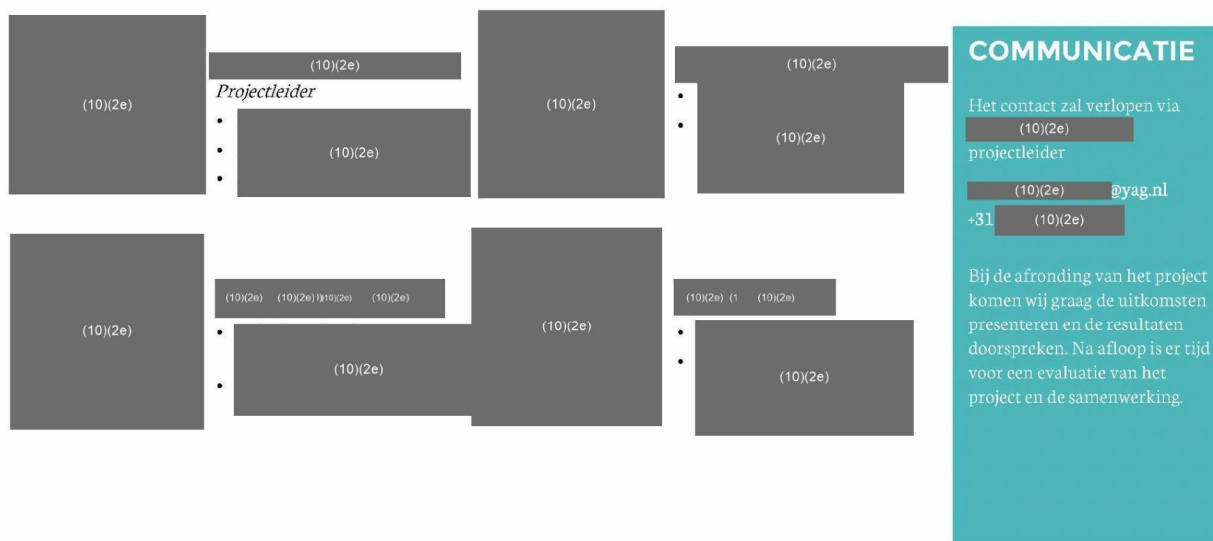 (10)(2e)
(10)(2e)
Projectleider
(10)(2e)
(10)(2e)
(10)(2e)
(10)(2e)
(10)(2e)
(10)(2e) (10)(2e) (10)(2e) (10)(2e)
(10)(2e)
(10)(2e)
(10)(2e) (1 (10)(2e)
(10)(2e)
COMMUNICATIE
Het contact zal verlopen via
(10)(2e)
projectleider
(10)(2e) @yag.nl
+31 (10)(2e)
Bij de afronding van het project
komen wij graag de uitkomsten
presenteren en de resultaten
doorspreken. Na afloop is er tijd
voor een evaluatie van het
project en de samenwerking.